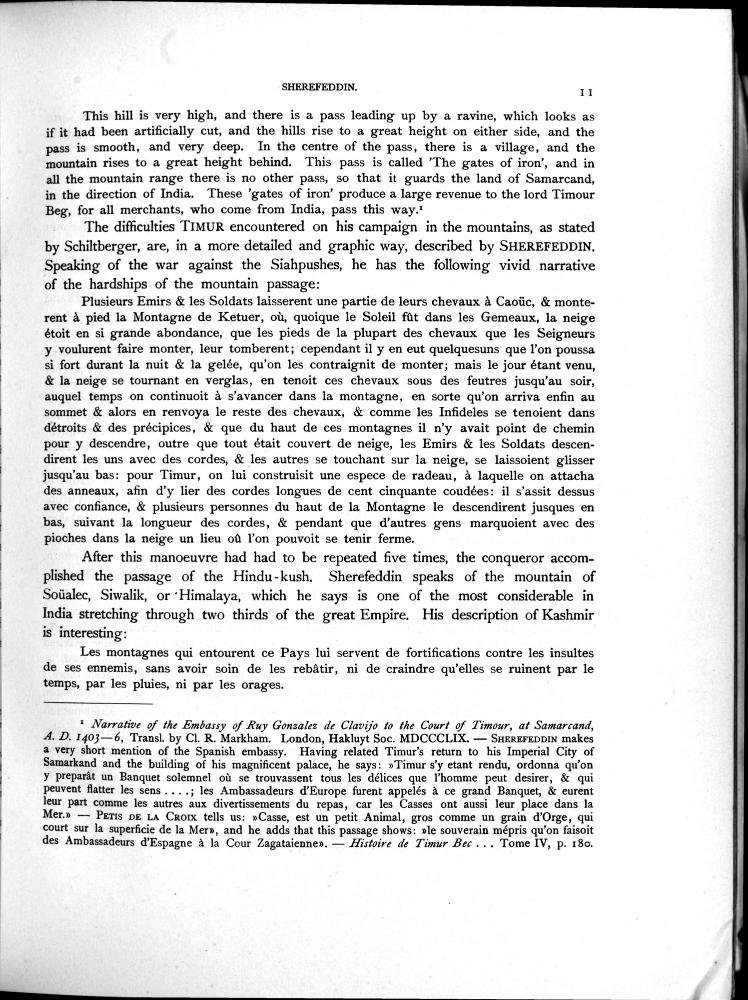 SHEREFEDDIN.
11
This hill is very high, and there is a pass leading up by a ravine, which looks as
if it had been artificially cut, and the hills rise to a great height on either side, and the
pass is smooth, and very deep. In the centre of the pass, there is a village, and the
mountain rises to a great height behind. This pass is called 'The gates of iron', and in
all the mountain range there is no other pass, so that it guards the land of Samarcand,
in the direction of India. These 'gates of iron' produce a large revenue to the lord Timour
Beg, for all merchants, who come from India, pass this way.¹
The difficulties TIMUR encountered on his campaign in the mountains, as stated
by Schiltberger, are, in a more detailed and graphic way, described by SHEREFEDDIN.
Speaking of the war against the Siahpushes, he has the following vivid narrative
of the hardships of the mountain passage:
Plusieurs Emirs & les Soldats laisserent une partie de leurs chevaux à Caoüc, & monte-
rent à pied la Montagne de Ketuer, où, quoique le Soleil fût dans les Gemeaux, la neige
étoit en si grande abondance, que les pieds de la plupart des chevaux que les Seigneurs
y voulurent faire monter, leur tomberent; cependant il y en eut quelquesuns que l'on poussa
si fort durant la nuit & la gelée, qu'on les contraignit de monter; mais le jour étant venu,
& la neige se tournant en verglas, en tenoit ces chevaux sous des feutres jusqu'au soir,
auquel temps on continuoit à s'avancer dans la montagne, en sorte qu'on arriva enfin au
sommet & alors en renvoya le reste des chevaux, & comme les Infideles se tenoient dans
détroits & des précipices, & que du haut de ces montagnes il n'y avait point de chemin
pour y descendre, outre que tout était couvert de neige, les Emirs & les Soldats descen-
dirent les uns avec des cordes, & les autres se touchant sur la neige, se laissoient glisser
jusqu'au bas: pour Timur, on lui construisit une espece de radeau, à laquelle on attacha
des anneaux, afin d'y lier des cordes longues de cent cinquante coudées: il s'assit dessus
avec confiance, & plusieurs personnes du haut de la Montagne le descendirent jusques en
bas, suivant la longueur des cordes, & pendant que d'autres gens marquoient avec des
pioches dans la neige un lieu oû l'on pouvoit se tenir ferme.
After this manoeuvre had had to be repeated five times, the conqueror accom-
plished the passage of the Hindu-kush. Sherefeddin speaks of the mountain of
Soüalec, Siwalik, or Himalaya, which he says is one of the most considerable in
India stretching through two thirds of the great Empire. His description of Kashmir
is interesting:
Les montagnes qui entourent ce Pays lui servent de fortifications contre les insultes
de ses ennemis, sans avoir soin de les rebâtir, ni de craindre qu'elles se ruinent par le
temps, par les pluies, ni par les orages.
¹ Narrative of the Embassy of Ruy Gonzalez de Clavijo to the Court of Timour, at Samarcand,
A. D. 1403—6, Transl. by Cl. R. Markham. London, Hakluyt Soc. MDCCCLIX. — SHEREFEDDIN makes
a very short mention of the Spanish embassy. Having related Timur's return to his Imperial City of
Samarkand and the building of his magnificent palace, he says: »Timur s'y etant rendu, ordonna qu'on
y preparât un Banquet solemnel où se trouvassent tous les délices que l'homme peut desirer, & qui
peuvent flatter les sens ....; les Ambassadeurs d'Europe furent appelés à ce grand Banquet, & eurent
leur part comme les autres aux divertissements du repas, car les Casses ont aussi leur place dans la
Mer.» — PETIS DE LA CROIX tells us: »Casse, est un petit Animal, gros comme un grain d'Orge, qui
court sur la superficie de la Mer», and he adds that this passage shows: »le souverain mépris qu'on faisoit
des Ambassadeurs d'Espagne à la Cour Zagataienne». — Histoire de Timur Bec ... Tome IV, p. 180.